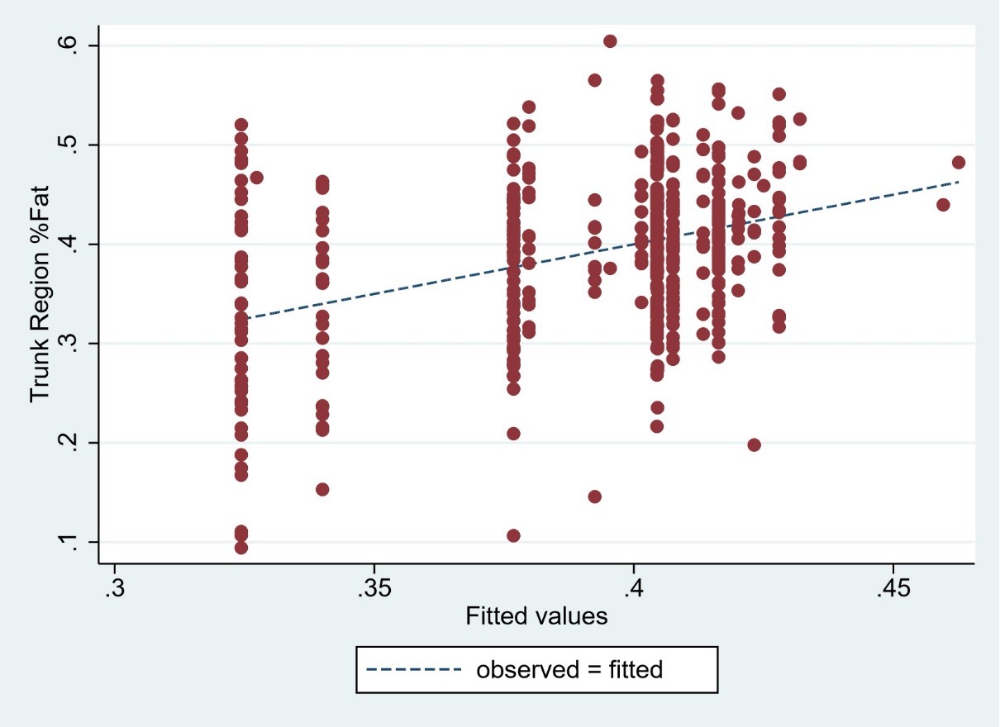 .6
.5
.4
.3
.2
.1
Trunk Region %Fat
.3 .35 .4 .45
Fitted values
observed = fitted